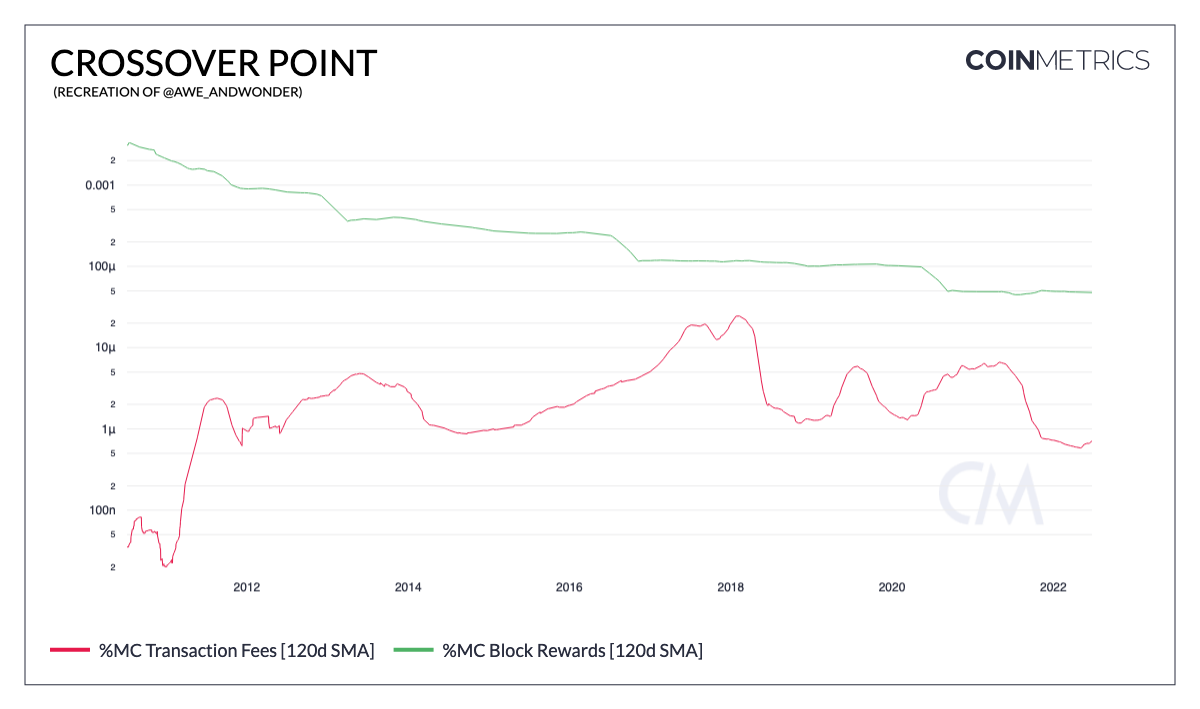 CROSSOVER POINT
(RECREATION OF @AWE_ANDWONDER)
COINMETRICS
2
0.001
5
2
100μ
5
2
10μ
5
2
1μ
5
2
100n
5
2
CM
2012 2014 2016 2018 2020 2022
%MC Transaction Fees [120d SMA] %MC Block Rewards [120d SMA]